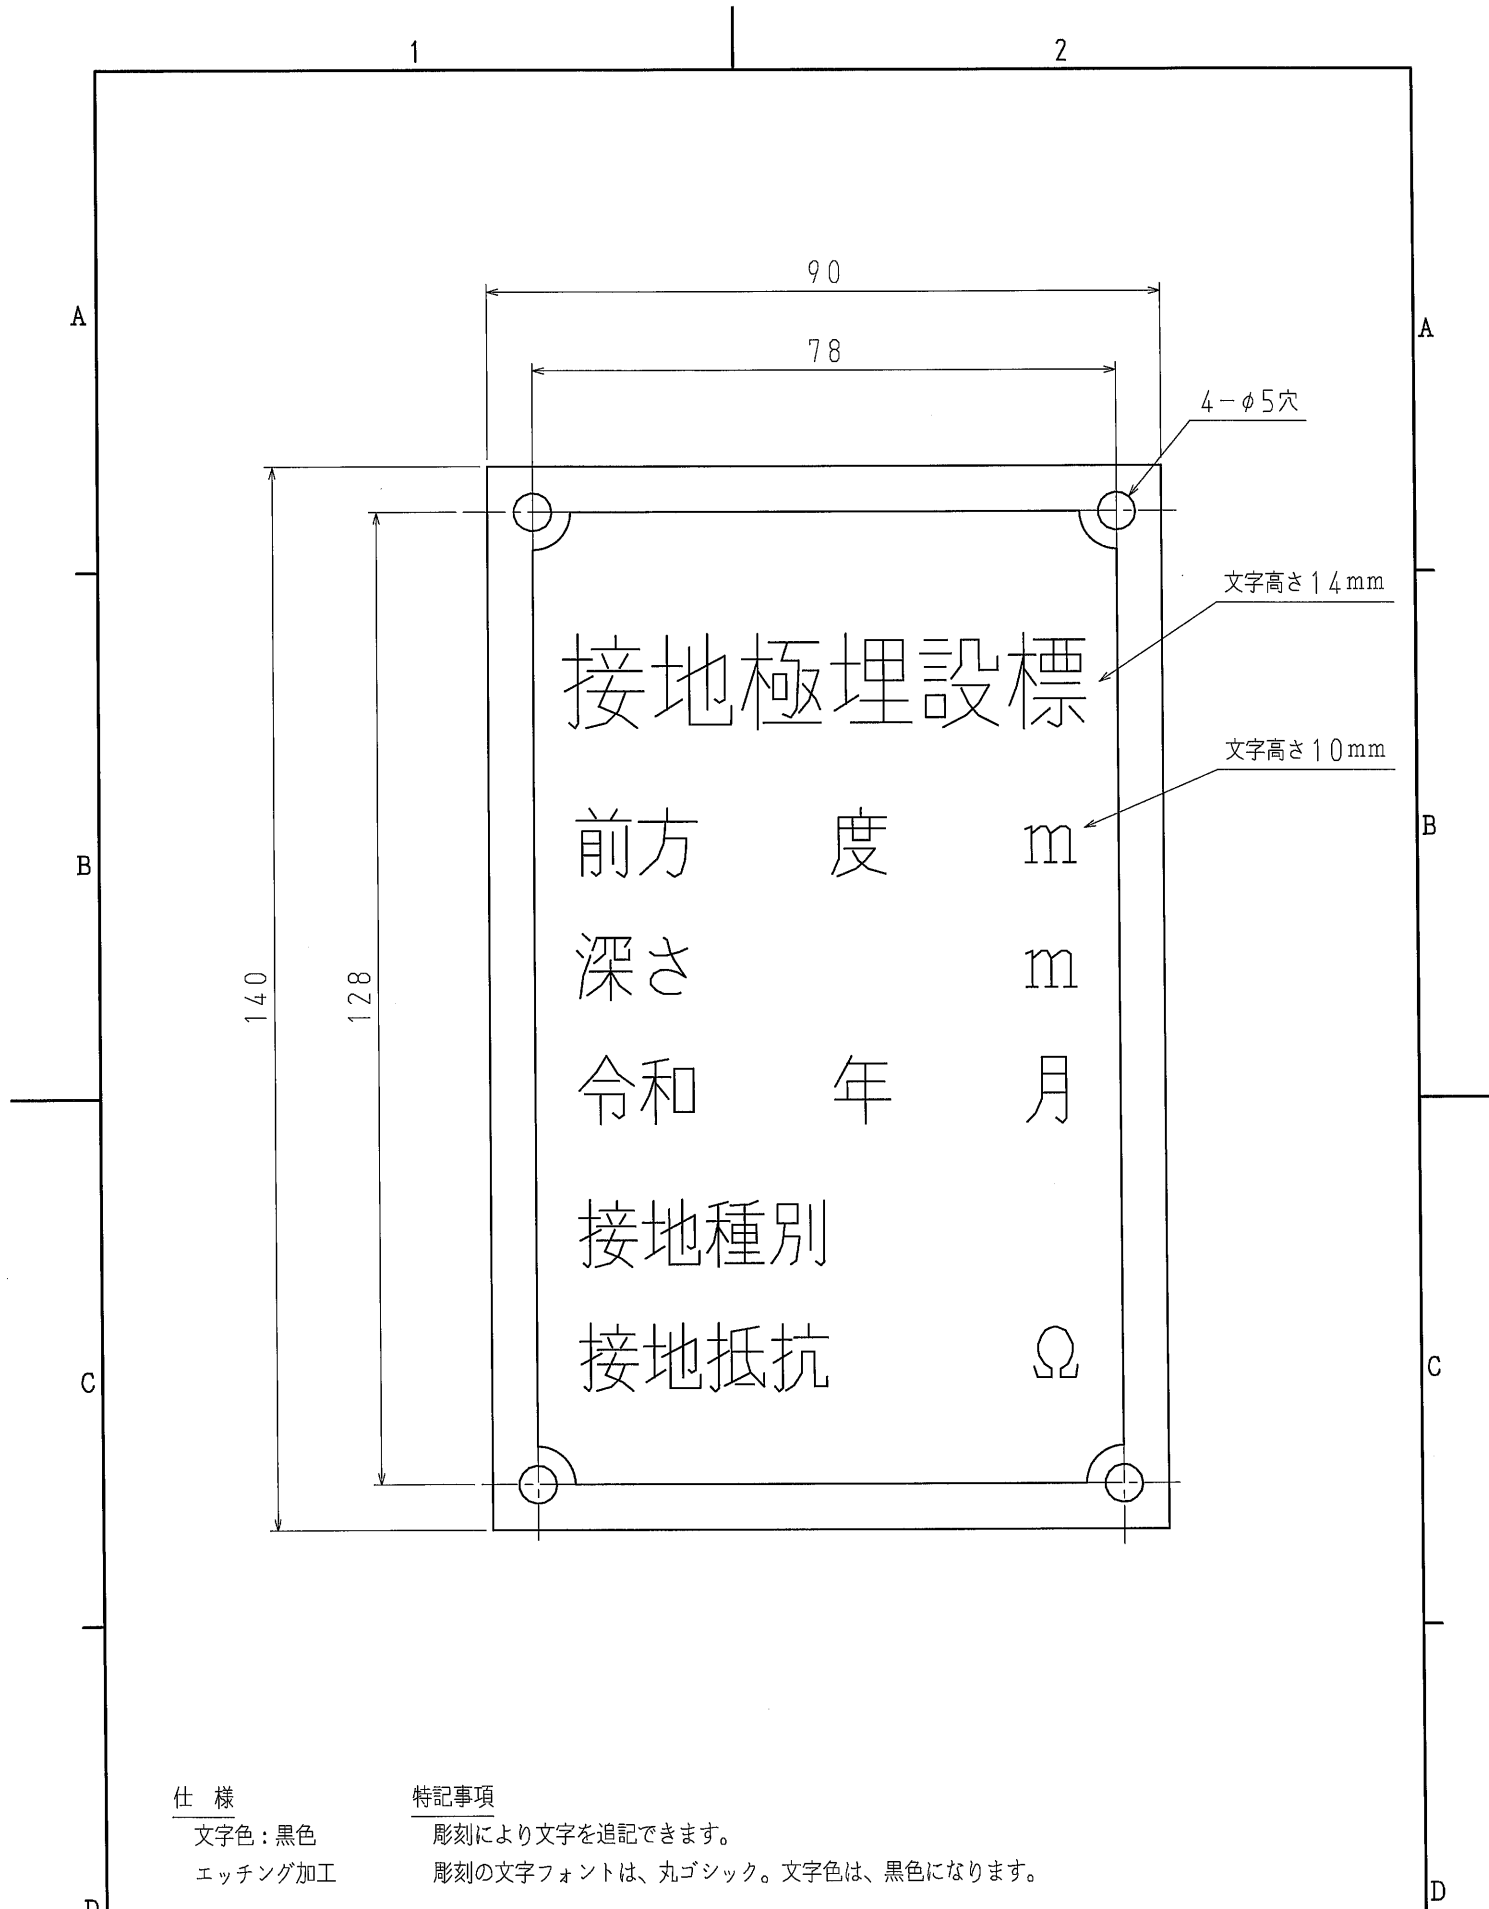 1 2
90
A
78
A
4-φ5穴
文字高さ14mm
接地極埋設標
文字高さ10mm
前方 度 m
B
B
深さ m
140
128
令和 年 月
接地種別
接地抵抗 Ω
C
C
仕 様 特記事項
文字色：黒色 彫刻により文字を追記できます。
エッチング加工 彫刻の文字フォントは、丸ゴシック。文字色は、黒色になります。
D
D